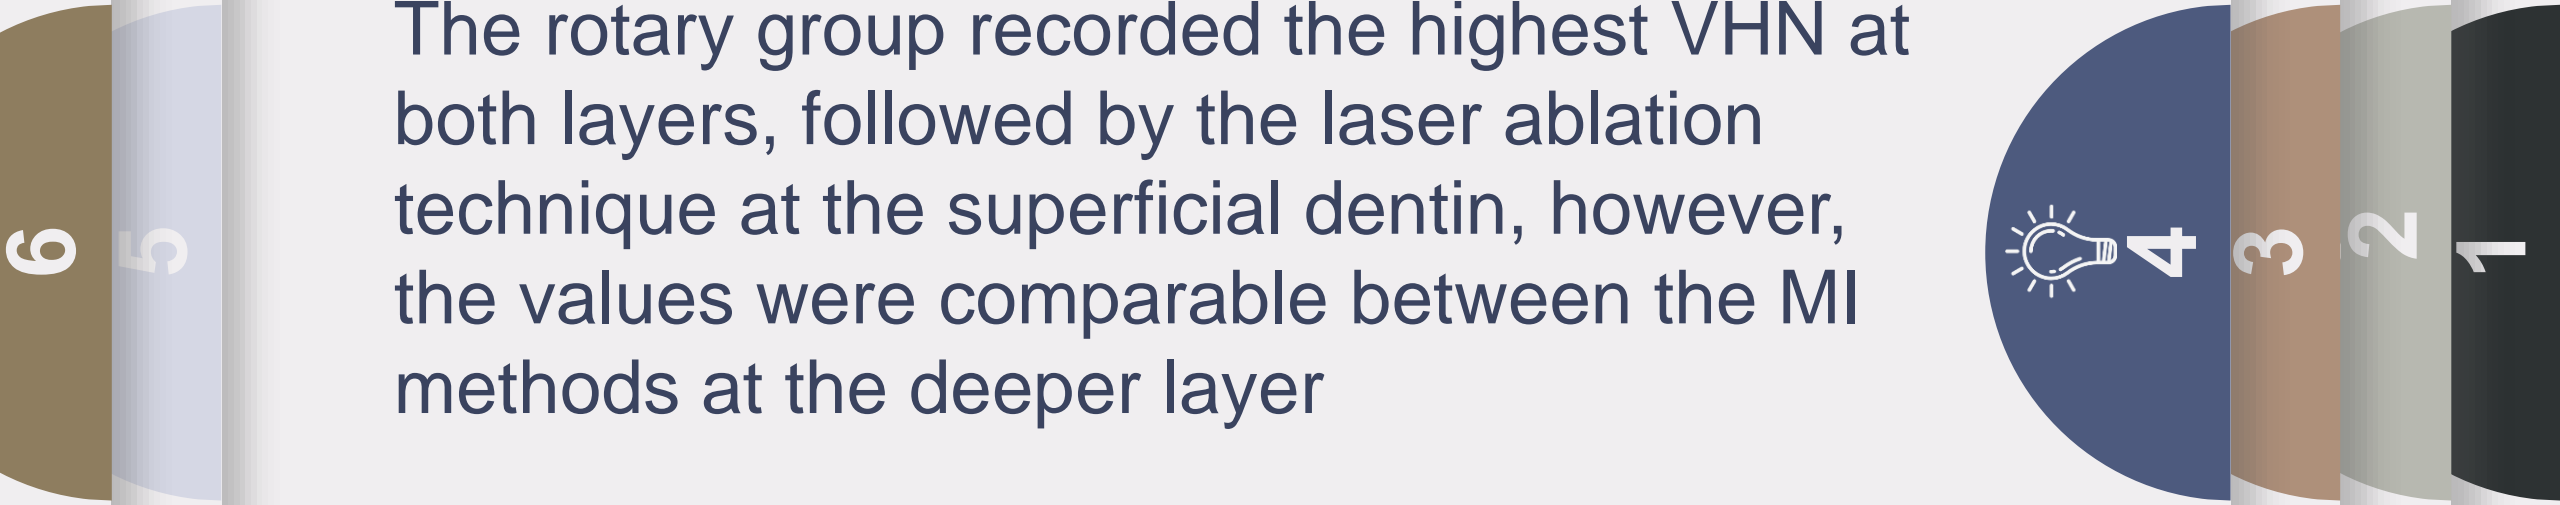 The rotary group recorded the highest VHN at
both layers, followed by the laser ablation
technique at the superficial dentin, however,
the values were comparable between the MI
methods at the deeper layer
6
5
4
3
2
1